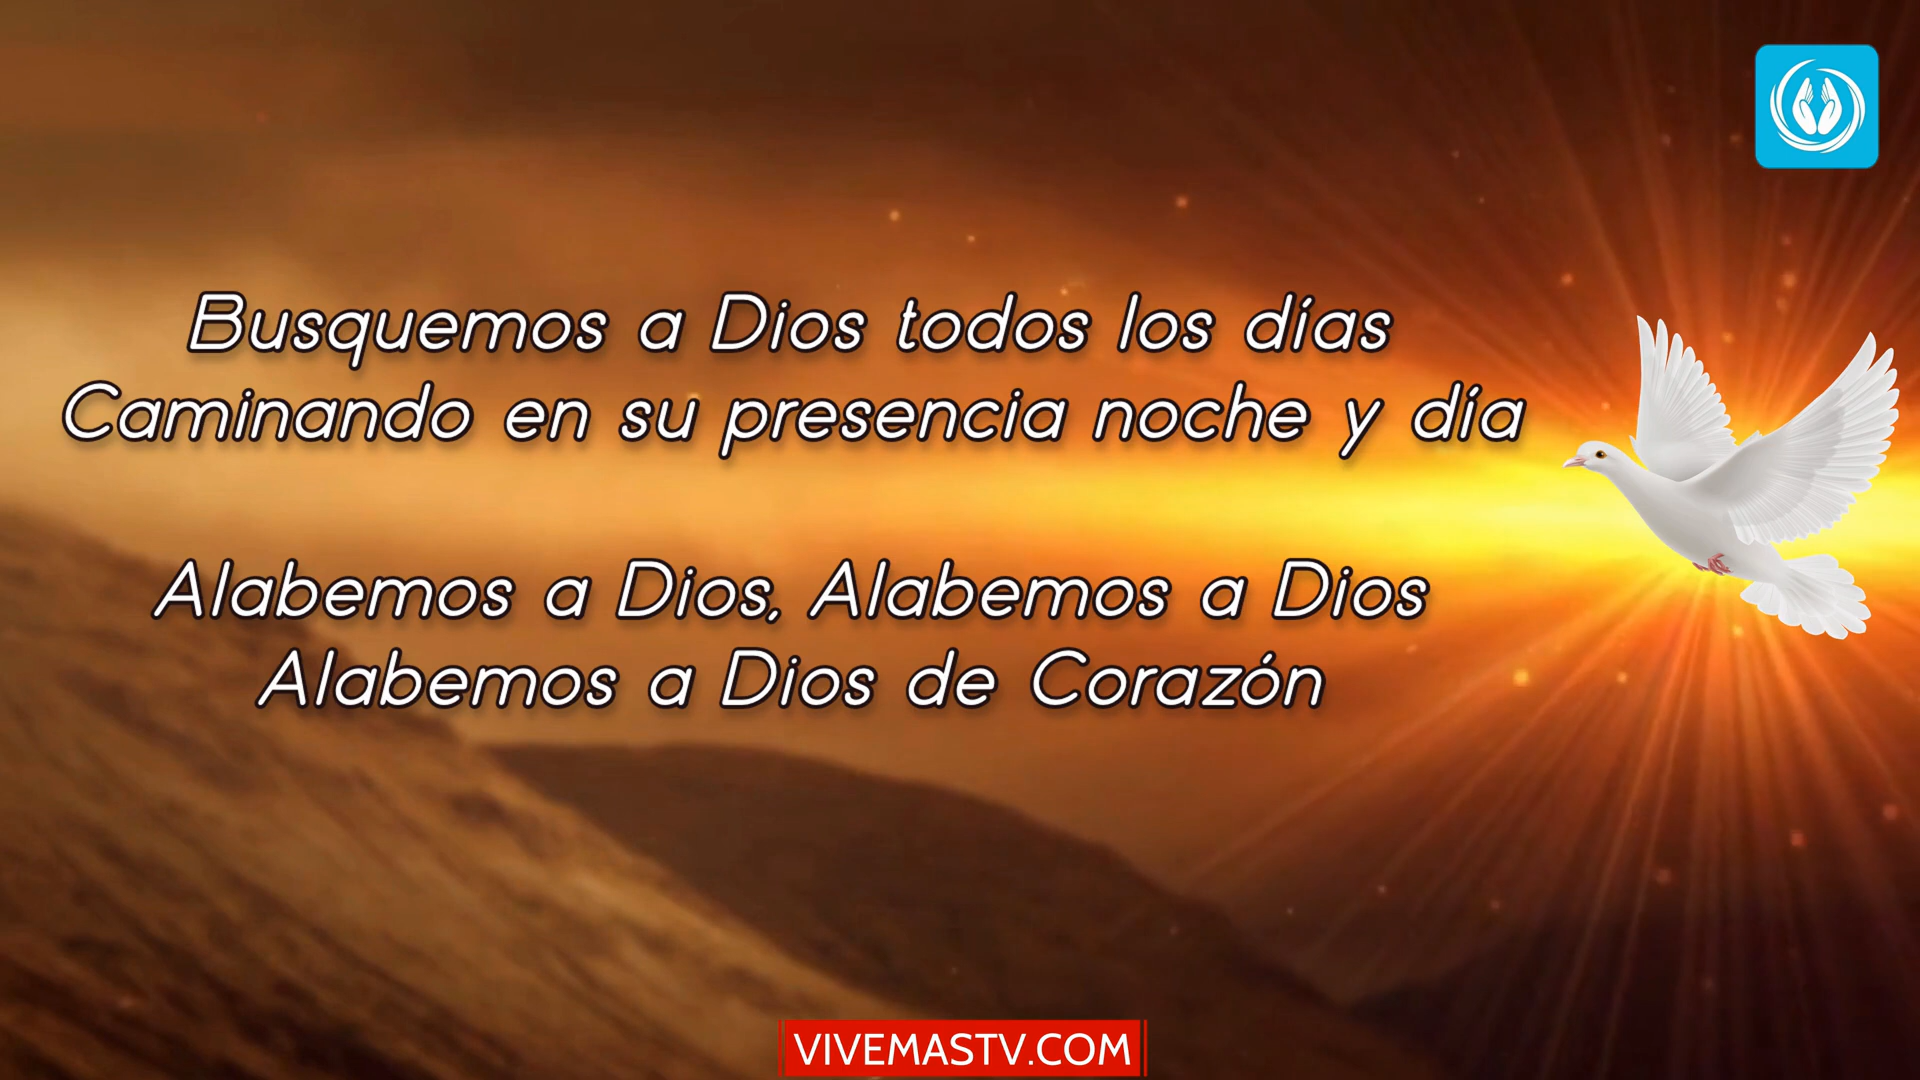 Busquemos a Dios todos los días
Caminando en su presencia noche y día
Alabemos a Dios, Alabemos a Dios
Alabemos a Dios de Corazón
VIVEMASTV.COM